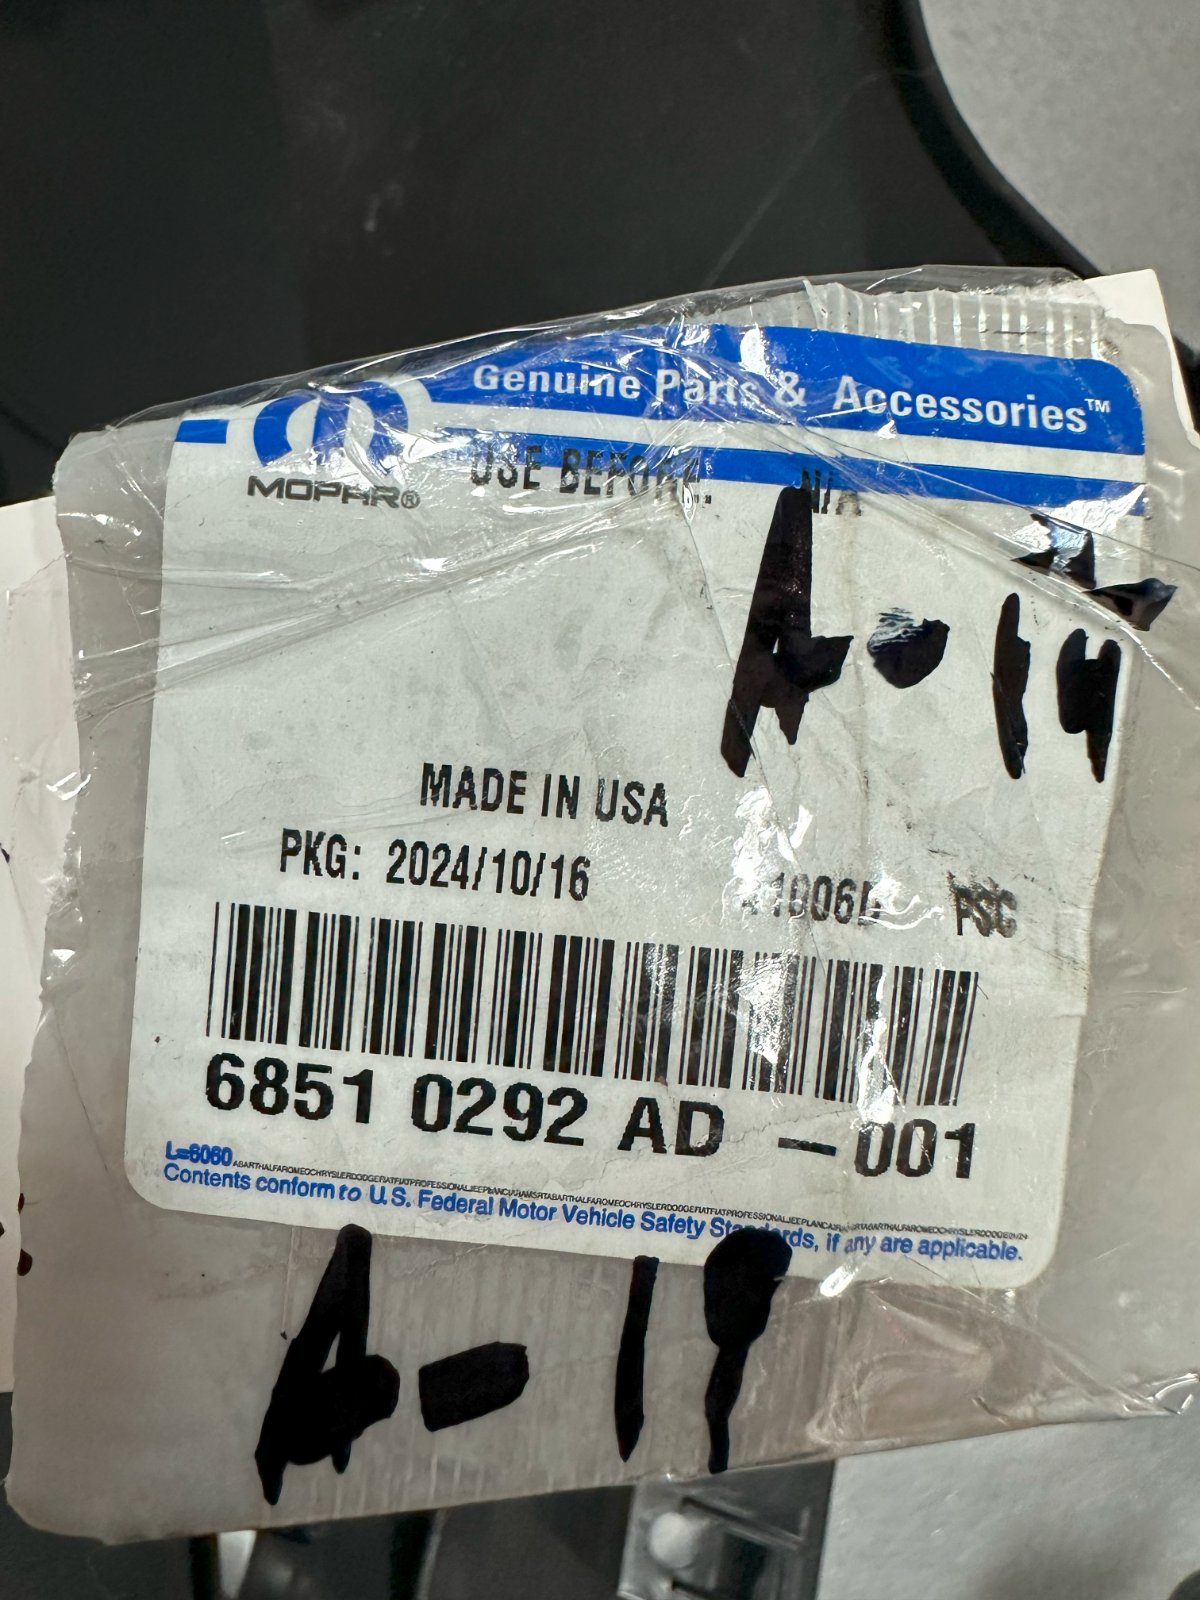 Genuine Parts & Accessories™
MOPAR®
USE BEFORE: N/A
A-14
MADE IN USA
PKG: 2024/10/16
PSC
6851 0292 AD -001
L=6060
Contents conform to U.S. Federal Motor Vehicle Safety Standards, if any are applicable.
A-19